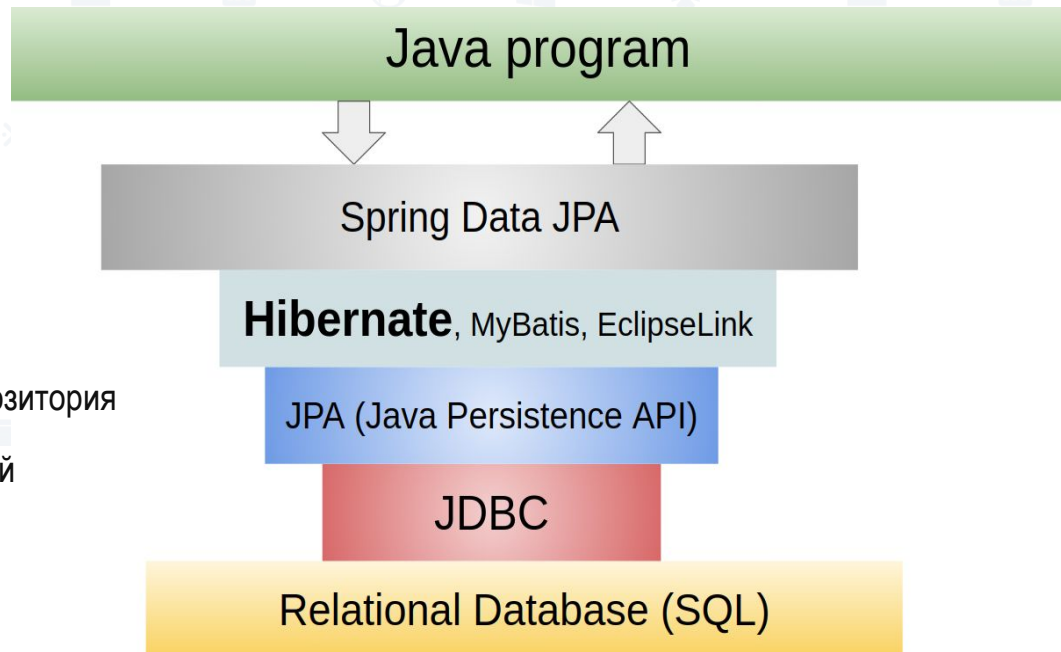 Java program
Spring Data JPA
Hibernate, MyBatis, EclipseLink
JPA (Java Persistence API)
JDBC
Relational Database (SQL)